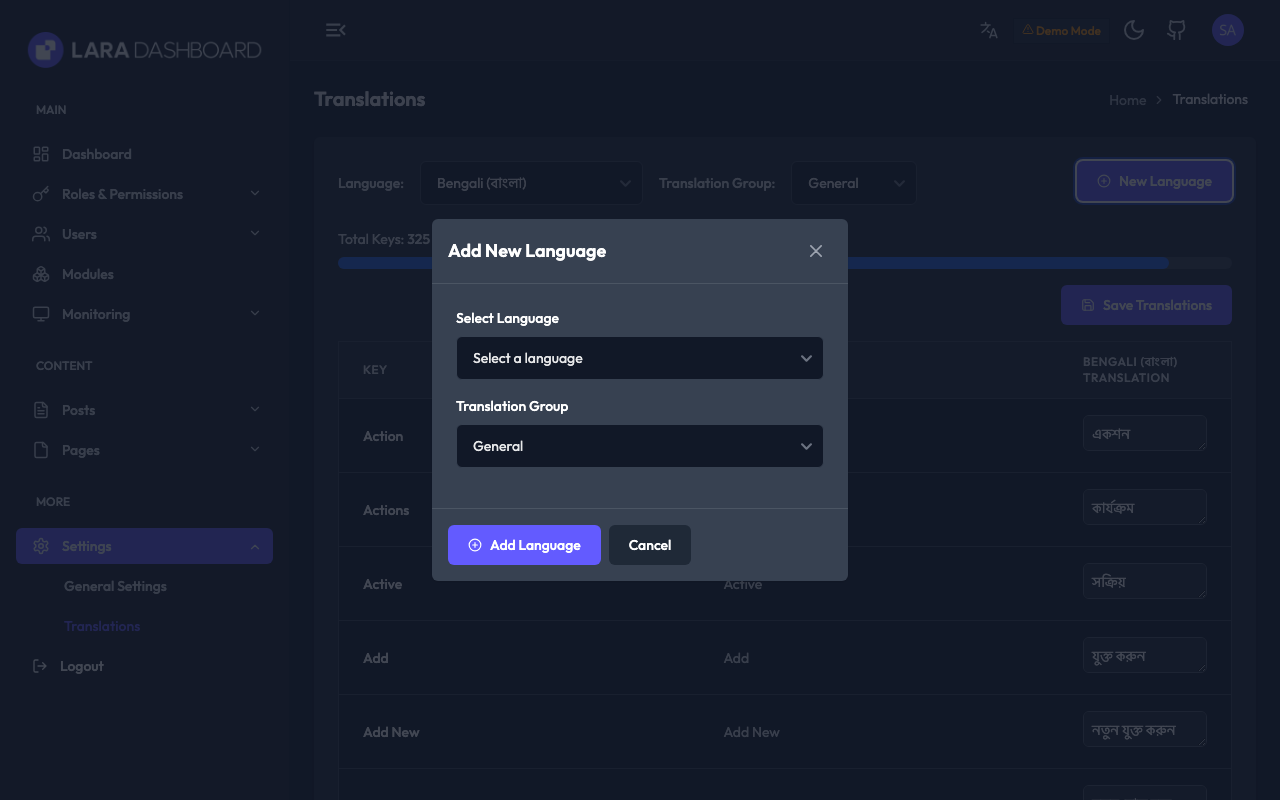 LARA DASHBOARD
Demo Mode
SA
MAIN
Dashboard
Roles & Permissions
Users
Modules
Monitoring
CONTENT
Posts
Pages
MORE
Settings
General Settings
Translations
Logout
Translations
Home > Translations
Language: Bengali (বাংলা) Translation Group: General
New Language
Total Keys: 325
Save Translations
KEY
BENGALI (বাংলা)
TRANSLATION
Action
একশন
Actions
কার্যক্রম
Active Active
সক্রিয়
Add Add
যুক্ত করুন
Add New Add New
নতুন যুক্ত করুন
Add New Language
Select Language
Select a language
Translation Group
General
Add Language Cancel